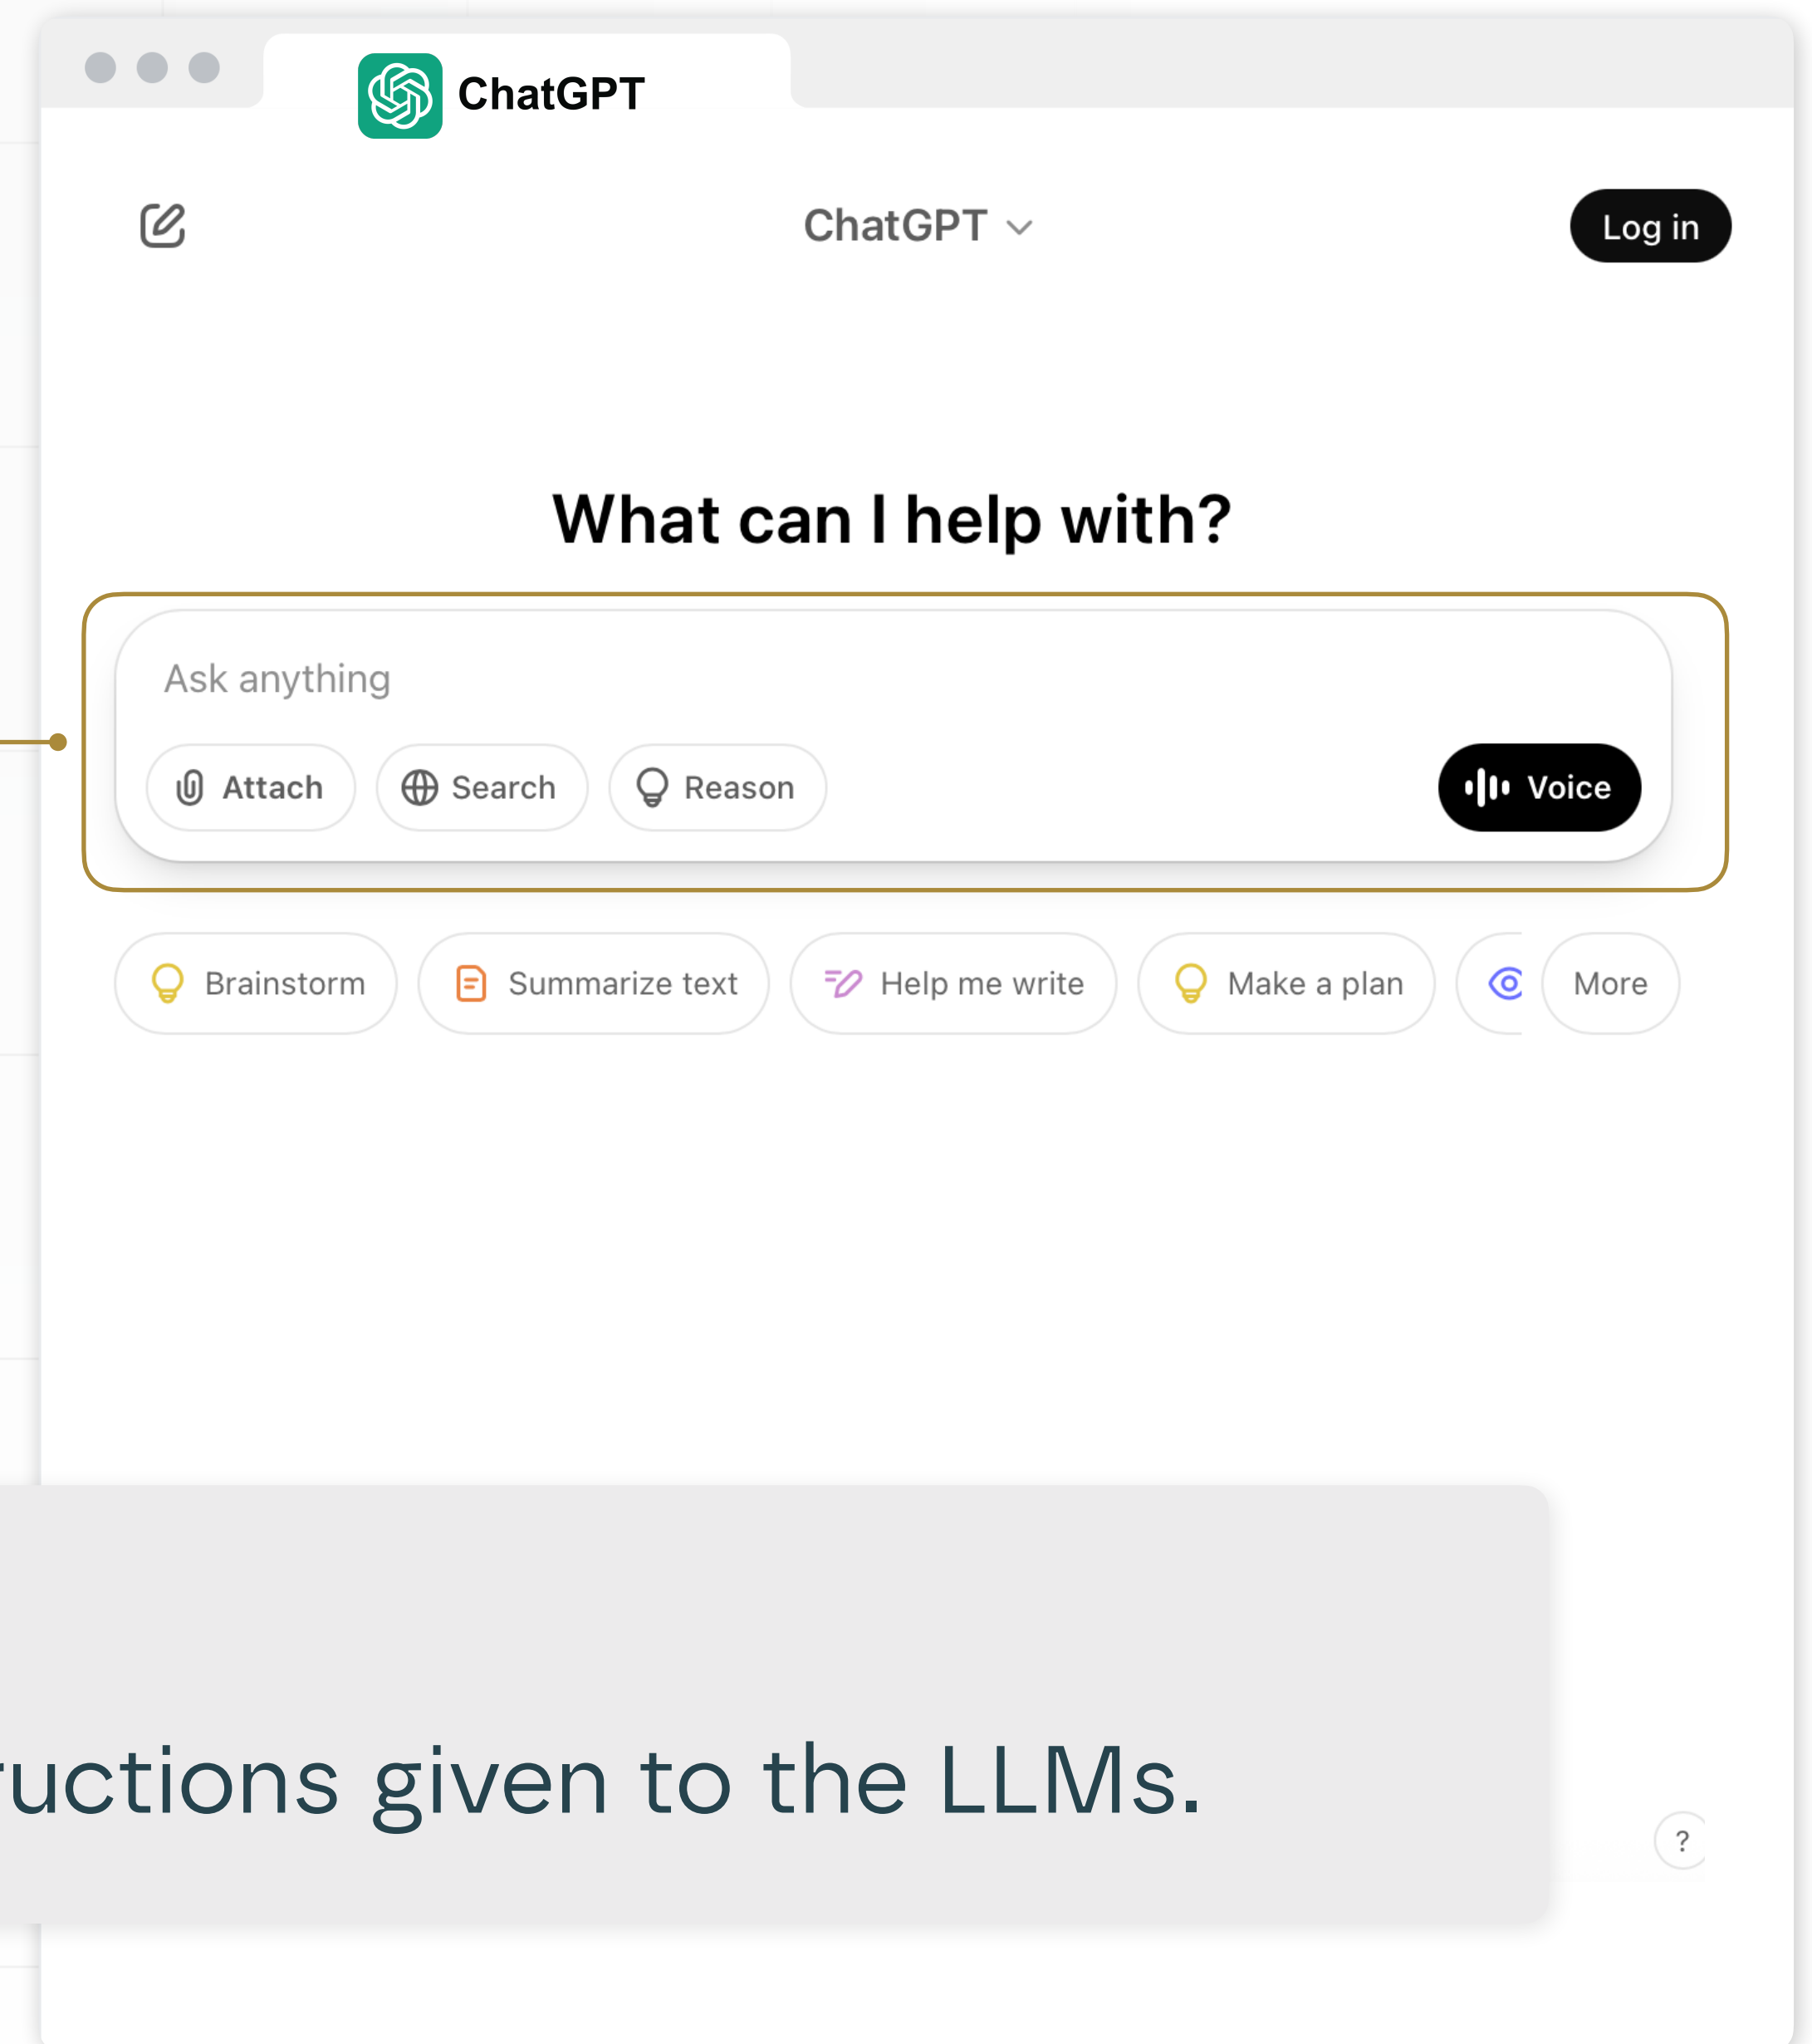 ChatGPT
ChatGPT
Log in
What can I help with?
Ask anything
Attach Search Reason Voice
Brainstorm Summarize text Help me write Make a plan More
given to the LLMs.
?